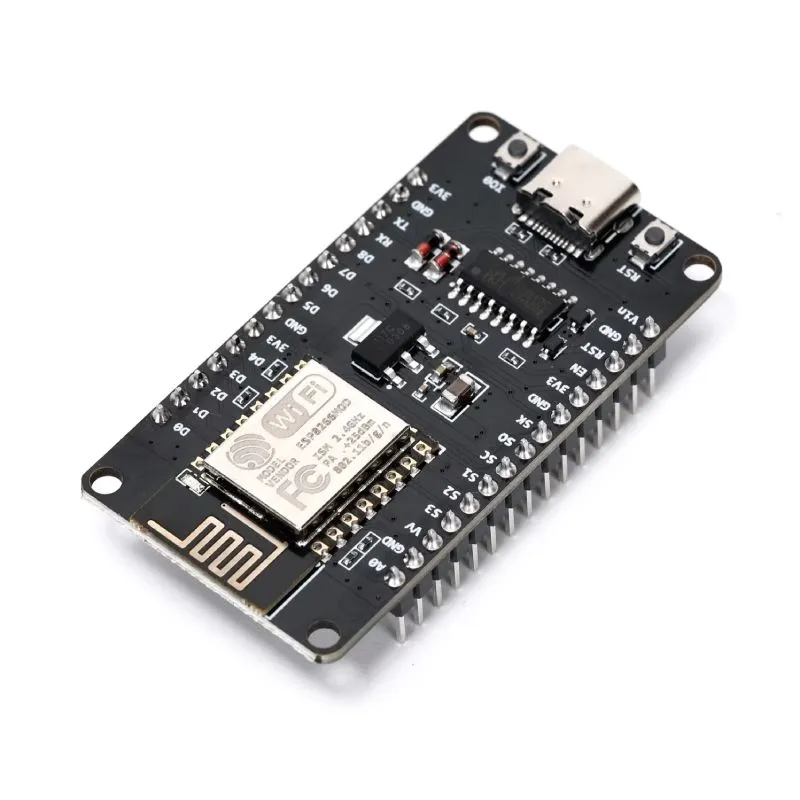 IO0
RST
3V3
GND
TX
RX
D8
D7
D6
D5
GND
3V3
D4
D3
D2
D1
D0
Vin
GND
RST
EN
3V3
GND
SK
SO
SC
S1
S2
S3
VV
GND
A0
WiFi
MODEL ESP8266MOD
VENDOR
ISM 2.4GHz
PA +25dBm
802.11b/g/n
FC